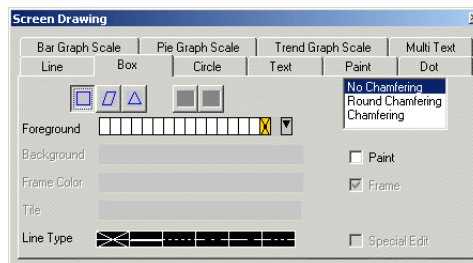 Screen Drawing
Bar Graph Scale Pie Graph Scale Trend Graph Scale Multi Text
Line Box Circle Text Paint Dot
No Chamfering
Round Chamfering
Chamfering
Foreground
Background
Paint
Frame Color
Frame
Tile
Line Type
Special Edit